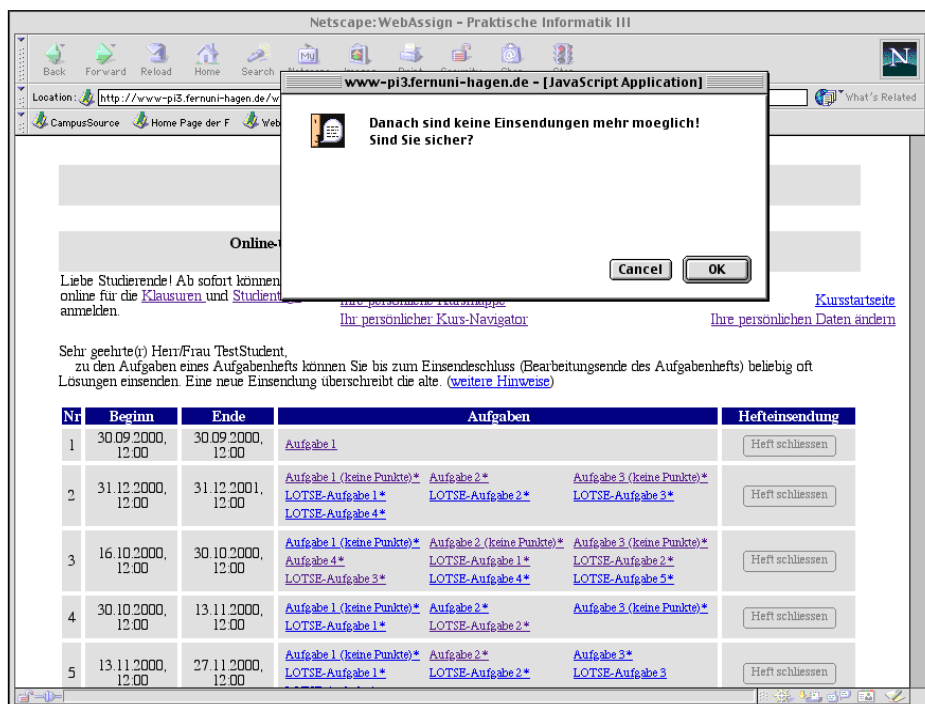 Netscape: WebAssign - Praktische Informatik III
Back Forward Reload Home Search
www-pi3.fernuni-hagen.de - [JavaScript Application]
Location: http://www-pi3.fernuni-hagen.de/w What's Related
CampusSource Home Page der F Web
Danach sind keine Einsendungen mehr moeglich!
Sind Sie sicher?
Cancel OK
Online-
Liebe Studierende! Ab sofort können
online für die Klausuren und
anmelden.
Ihre persönliche Kursmappe
Kursstartseite
Ihr persönlicher Kurs-Navigator
Ihre persönlichen Daten ändern
Sehr geehrte(r) Herr/Frau TestStudent,
zu den Aufgaben eines Aufgabenhefts können Sie bis zum Einsendeschluss (Bearbeitungsende des Aufgabenhefts) beliebig oft
Lösungen einsenden. Eine neue Einsendung überschreibt die alte. (weitere Hinweise)
Nr Beginn Ende Aufgaben Hefteinsendung
1 30.09.2000, 12:00 30.09.2000, 12:00 Aufgabe 1 Heft schliessen
2 31.12.2000, 12:00 31.12.2001, 12:00 Aufgabe 1 (keine Punkte)* Aufgabe 2* Aufgabe 3 (keine Punkte)* Heft schliessen
LOTSE-Aufgabe 1* LOTSE-Aufgabe 2* LOTSE-Aufgabe 3*
LOTSE-Aufgabe 4*
3 16.10.2000, 12:00 30.10.2000, 12:00 Aufgabe 1 (keine Punkte)* Aufgabe 2 (keine Punkte)* Aufgabe 3 (keine Punkte)* Heft schliessen
Aufgabe 4* LOTSE-Aufgabe 1* LOTSE-Aufgabe 2*
LOTSE-Aufgabe 3* LOTSE-Aufgabe 4* LOTSE-Aufgabe 5*
4 30.10.2000, 12:00 13.11.2000, 12:00 Aufgabe 1 (keine Punkte)* Aufgabe 2* Aufgabe 3 (keine Punkte)* Heft schliessen
LOTSE-Aufgabe 1* LOTSE-Aufgabe 2*
5 13.11.2000, 12:00 27.11.2000, 12:00 Aufgabe 1 (keine Punkte)* Aufgabe 2* Aufgabe 3* Heft schliessen
LOTSE-Aufgabe 1* LOTSE-Aufgabe 2* LOTSE-Aufgabe 3